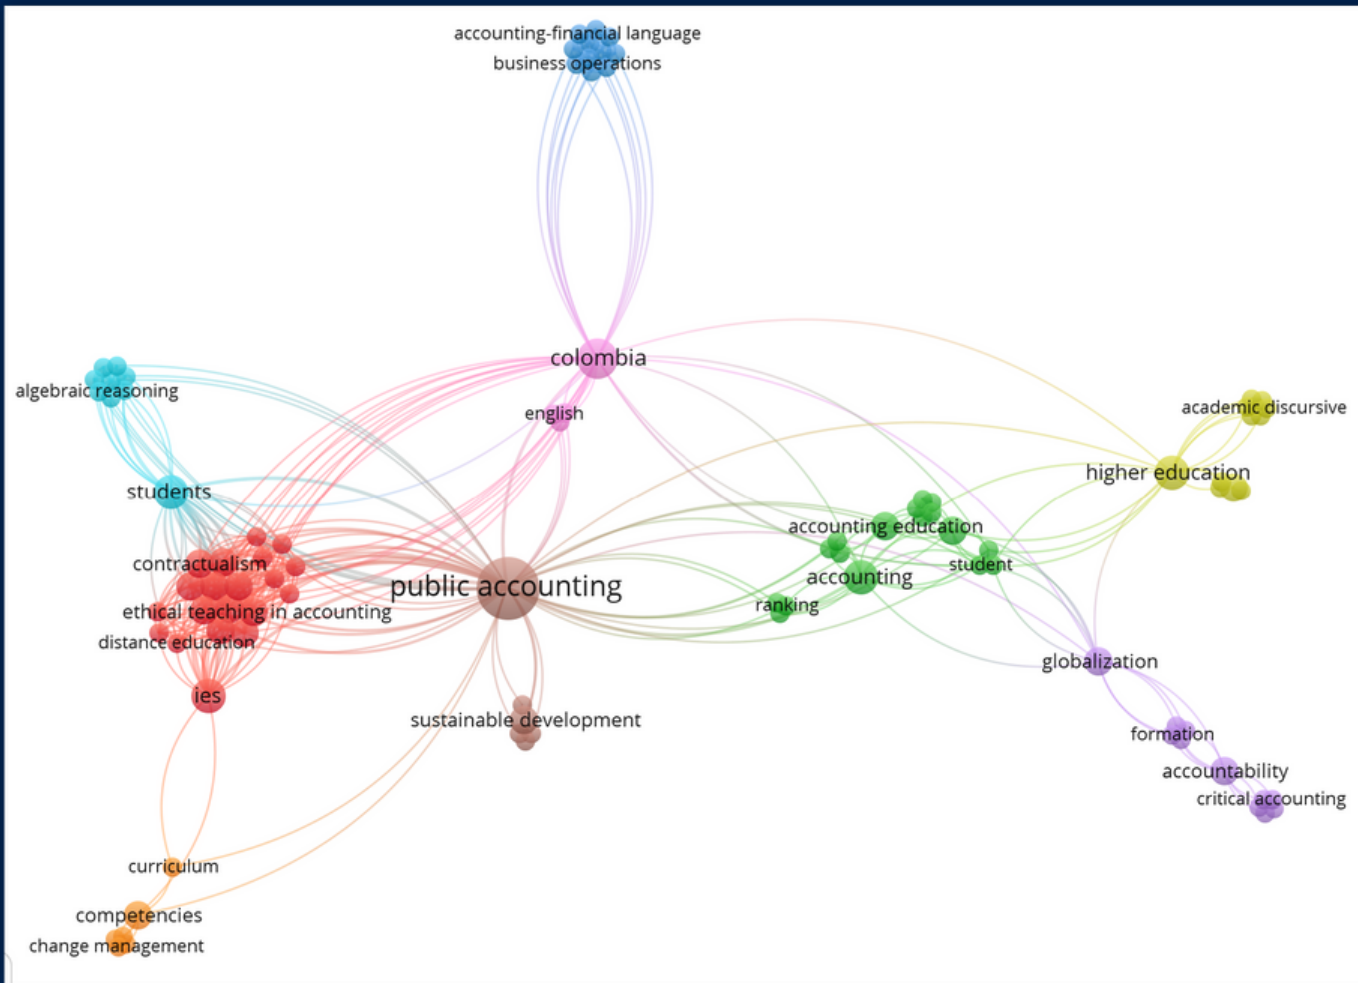 accounting-financial language
business operations
colombia
english
algebraic reasoning
students
academic discursive
higher education
contractualism
ethical teaching in accounting
distance education
ies
public accounting
accounting education
accounting
student
ranking
globalization
sustainable development
formation
accountability
critical accounting
curriculum
competencies
change management